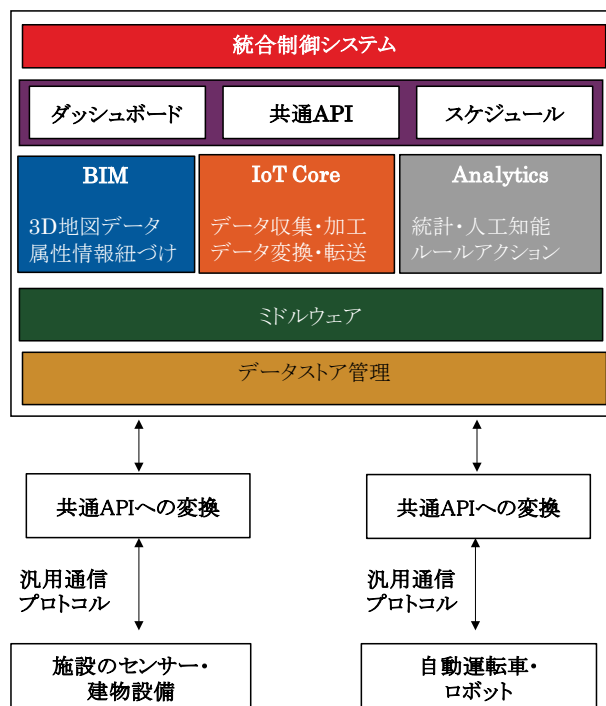 統合制御システム
ダッシュボード
共通API
スケジュール
BIM
3D地図データ
属性情報紐づけ
IoT Core
データ収集・加工
データ変換・転送
Analytics
統計・人工知能
ルールアクション
ミドルウェア
データストア管理
共通APIへの変換
共通APIへの変換
汎用通信
プロトコル
汎用通信
プロトコル
施設のセンサー・
建物設備
自動運転車・
ロボット